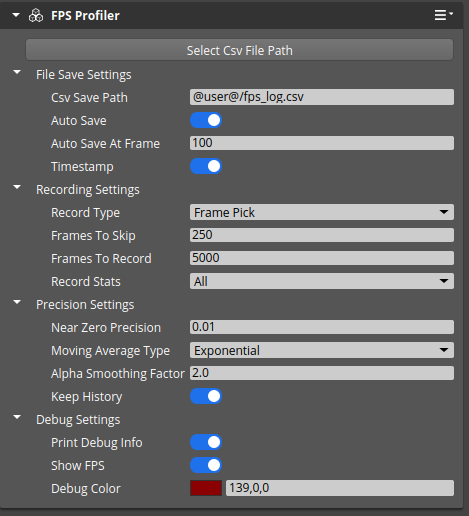 FPS Profiler
Select Csv File Path
File Save Settings
Csv Save Path @user@/fps_log.csv
Auto Save
Auto Save At Frame 100
Timestamp
Recording Settings
Record Type Frame Pick
Frames To Skip 250
Frames To Record 5000
Record Stats All
Precision Settings
Near Zero Precision 0.01
Moving Average Type Exponential
Alpha Smoothing Factor 2.0
Keep History
Debug Settings
Print Debug Info
Show FPS
Debug Color 139,0,0